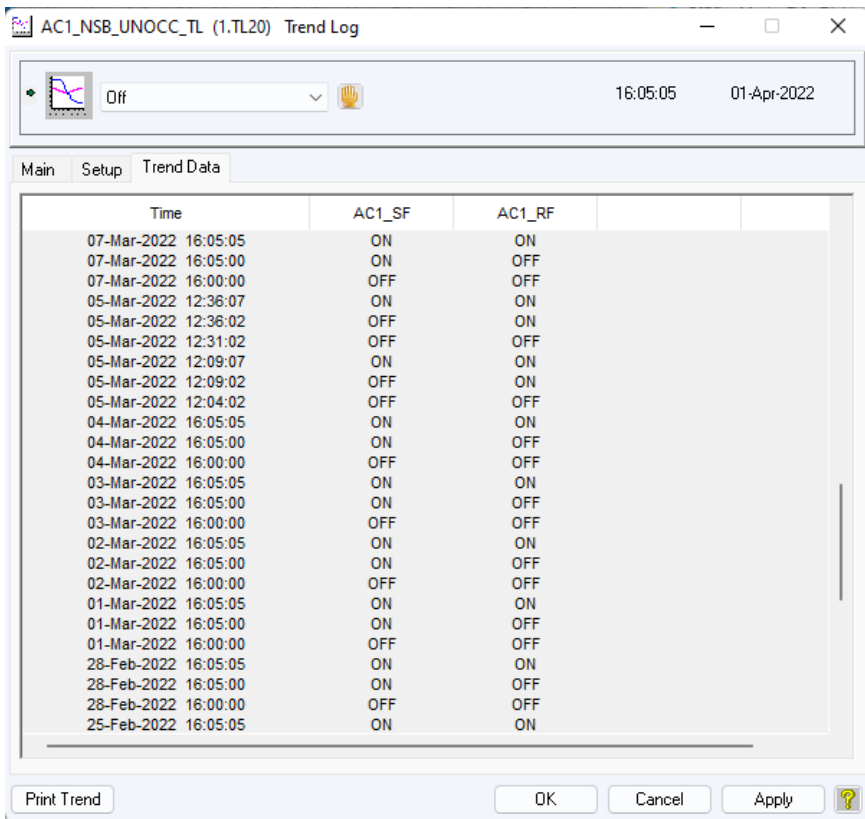 AC1_NSB_UNOCC_TL (1.TL20) Trend Log
Off 16:05:05 01-Apr-2022
Main Setup Trend Data
Time AC1_SF AC1_RF
07-Mar-2022 16:05:05 ON ON
07-Mar-2022 16:05:00 ON OFF
07-Mar-2022 16:00:00 OFF OFF
05-Mar-2022 12:36:07 ON ON
05-Mar-2022 12:36:02 OFF ON
05-Mar-2022 12:31:02 OFF OFF
05-Mar-2022 12:09:07 ON ON
05-Mar-2022 12:09:02 OFF ON
05-Mar-2022 12:04:02 OFF OFF
04-Mar-2022 16:05:05 ON ON
04-Mar-2022 16:05:00 ON OFF
04-Mar-2022 16:00:00 OFF OFF
03-Mar-2022 16:05:05 ON ON
03-Mar-2022 16:05:00 ON OFF
03-Mar-2022 16:00:00 OFF OFF
02-Mar-2022 16:05:05 ON ON
02-Mar-2022 16:05:00 ON OFF
02-Mar-2022 16:00:00 OFF OFF
01-Mar-2022 16:05:05 ON ON
01-Mar-2022 16:05:00 ON OFF
01-Mar-2022 16:00:00 OFF OFF
28-Feb-2022 16:05:05 ON ON
28-Feb-2022 16:05:00 ON OFF
28-Feb-2022 16:00:00 OFF OFF
25-Feb-2022 16:05:05 ON ON
Print Trend OK Cancel Apply ?